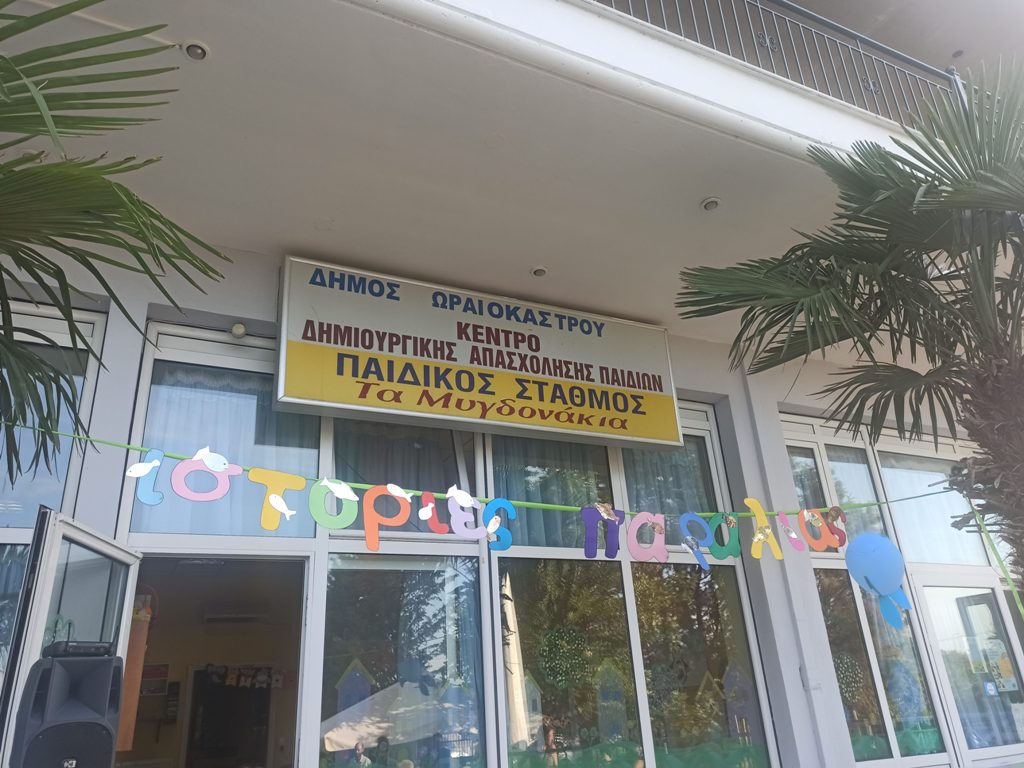 ΔΗΜΟΣ ΩΡΑΙΟΚΑΣΤΡΟΥ
ΚΕΝΤΡΟ
ΔΗΜΙΟΥΡΓΙΚΗΣ ΑΠΑΣΧΟΛΗΣΗΣ ΠΑΙΔΙΩΝ
ΠΑΙΔΙΚΟΣ ΣΤΑΘΜΟΣ
Τα Μυγδονάκια
ιστορίες παραλίας